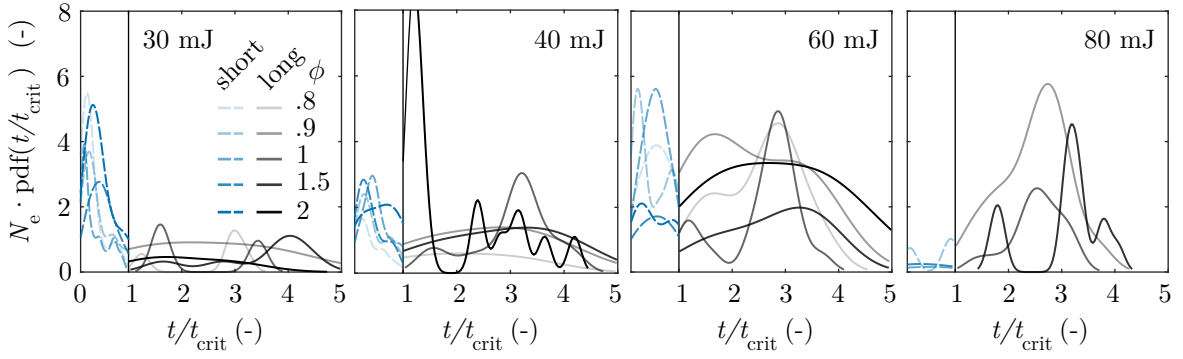 N_e · pdf(t/t_crit) (-)
8
6
4
2
0
30 mJ
short long ϕ
.8
.9
1
1.5
2
40 mJ
60 mJ
80 mJ
0 1 2 3 4 5
1 2 3 4 5
1 2 3 4 5
1 2 3 4 5
t/t_crit (-)
t/t_crit (-)
t/t_crit (-)
t/t_crit (-)